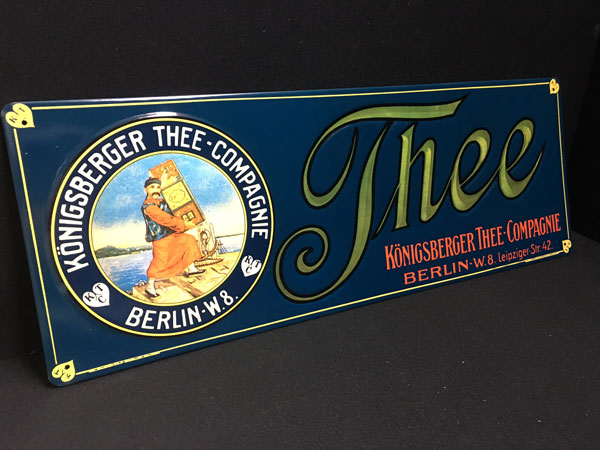 KÖNIGSBERGER THEE-COMPAGNIE
BERLIN-W.8.
Thee
KÖNIGSBERGER THEE-COMPAGNIE
BERLIN-W.8. Leipziger-Str. 42.